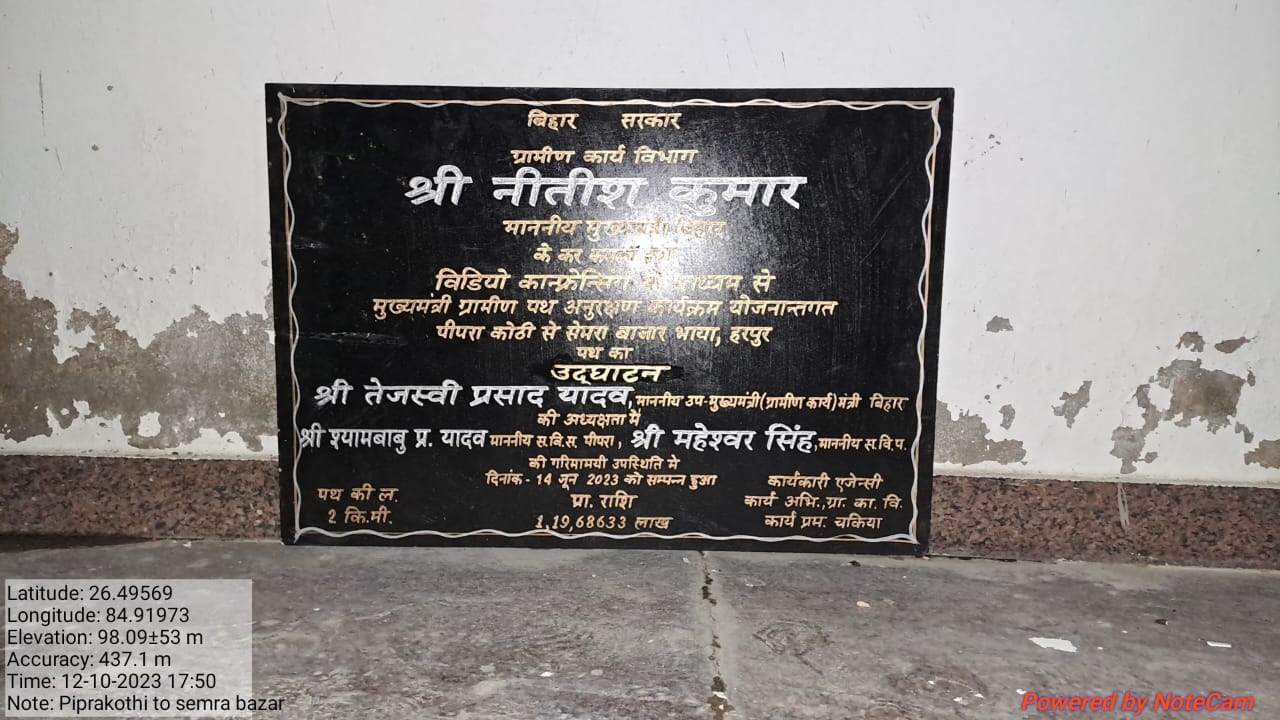 बिहार सरकार
ग्रामीण कार्य विभाग
श्री नीतीश कुमार
माननीय मुख्यमंत्री बिहार
के कर कमलों द्वारा
विडियो कान्फ्रेन्सिग के माध्यम से
मुख्यमंत्री ग्रामीण पथ अनुरक्षण कार्यक्रम योजनान्तगत
पीपरा कोठी से सेमरा बाजार भाया, हरपुर
पथ का
उद्घाटन
श्री तेजस्वी प्रसाद यादव, माननीय उप-मुख्यमंत्री(ग्रामीण कार्य)मंत्री बिहार
की अध्यक्षता में
श्री श्यामबाबु प्र. यादव माननीय स.वि.स पीपरा, श्री महेश्वर सिंह, माननीय स.वि.प.
की गरिमामयी उपस्थिति मे
दिनांक - 14 जून 2023 को सम्पन्न हुआ
पथ की ल.
2 कि.मी.
प्रा. राशि
1,19,68633 लाख
कार्यकारी एजेन्सी
कार्य अभि.,ग्रा. का. वि.
कार्य प्रम. चकिया
Latitude: 26.49569
Longitude: 84.91973
Elevation: 98.09±53 m
Accuracy: 437.1 m
Time: 12-10-2023 17:50
Note: Piprakothi to semra bazar
Powered by NoteCam